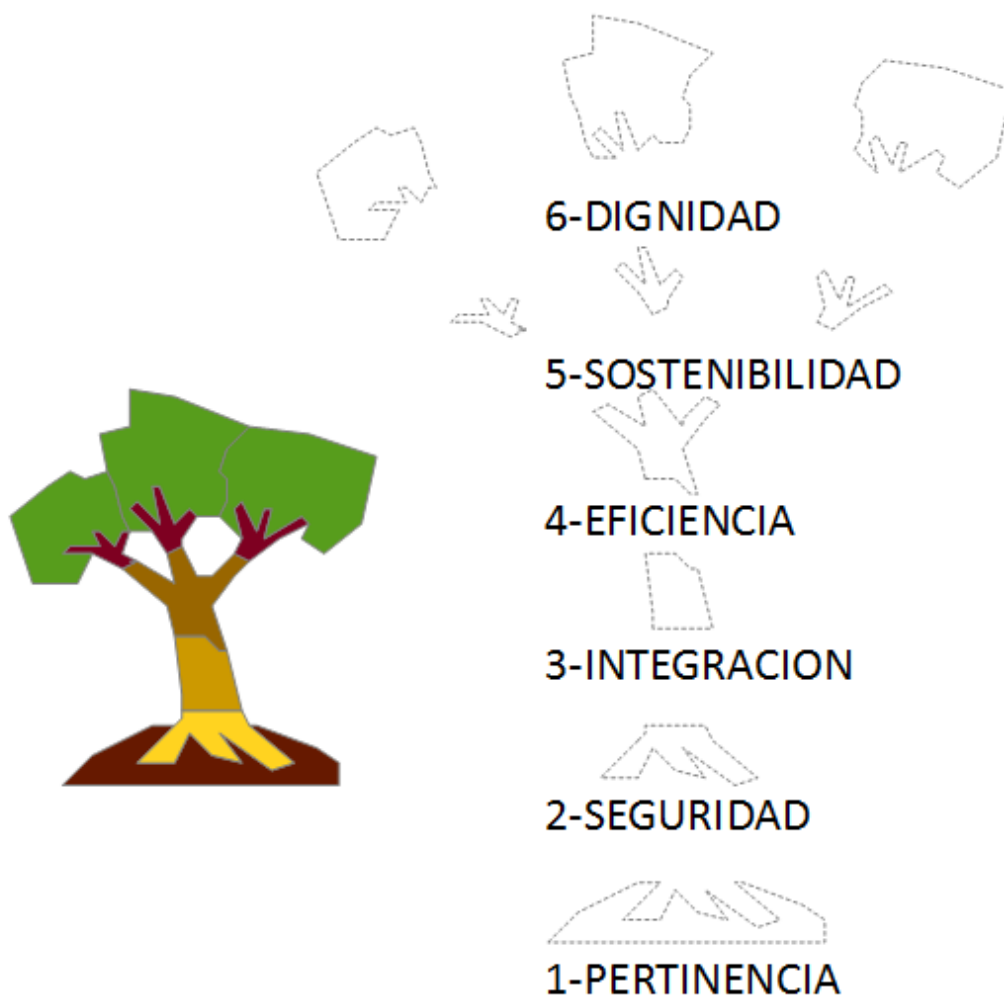 6-DIGNIDAD
5-SOSTENIBILIDAD
4-EFICIENCIA
3-INTEGRACION
2-SEGURIDAD
1-PERTINENCIA